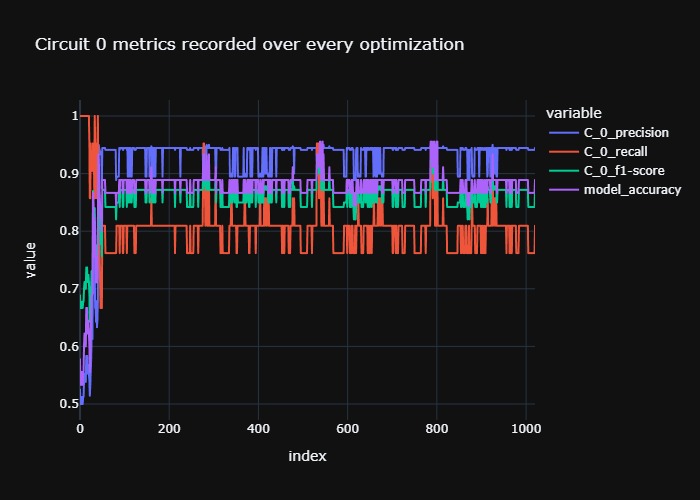 Circuit 0 metrics recorded over every optimization
variable
C_0_precision
C_0_recall
C_0_f1-score
model_accuracy
value
1
0.9
0.8
0.7
0.6
0.5
0 200 400 600 800 1000
index